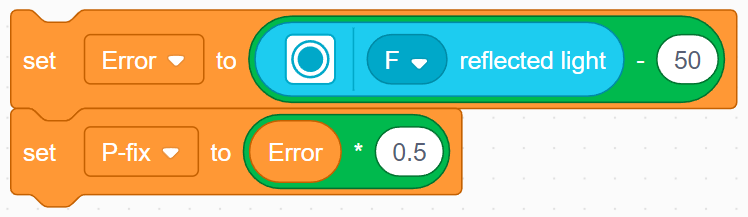 set Error to F reflected light - 50
set P-fix to Error * 0.5